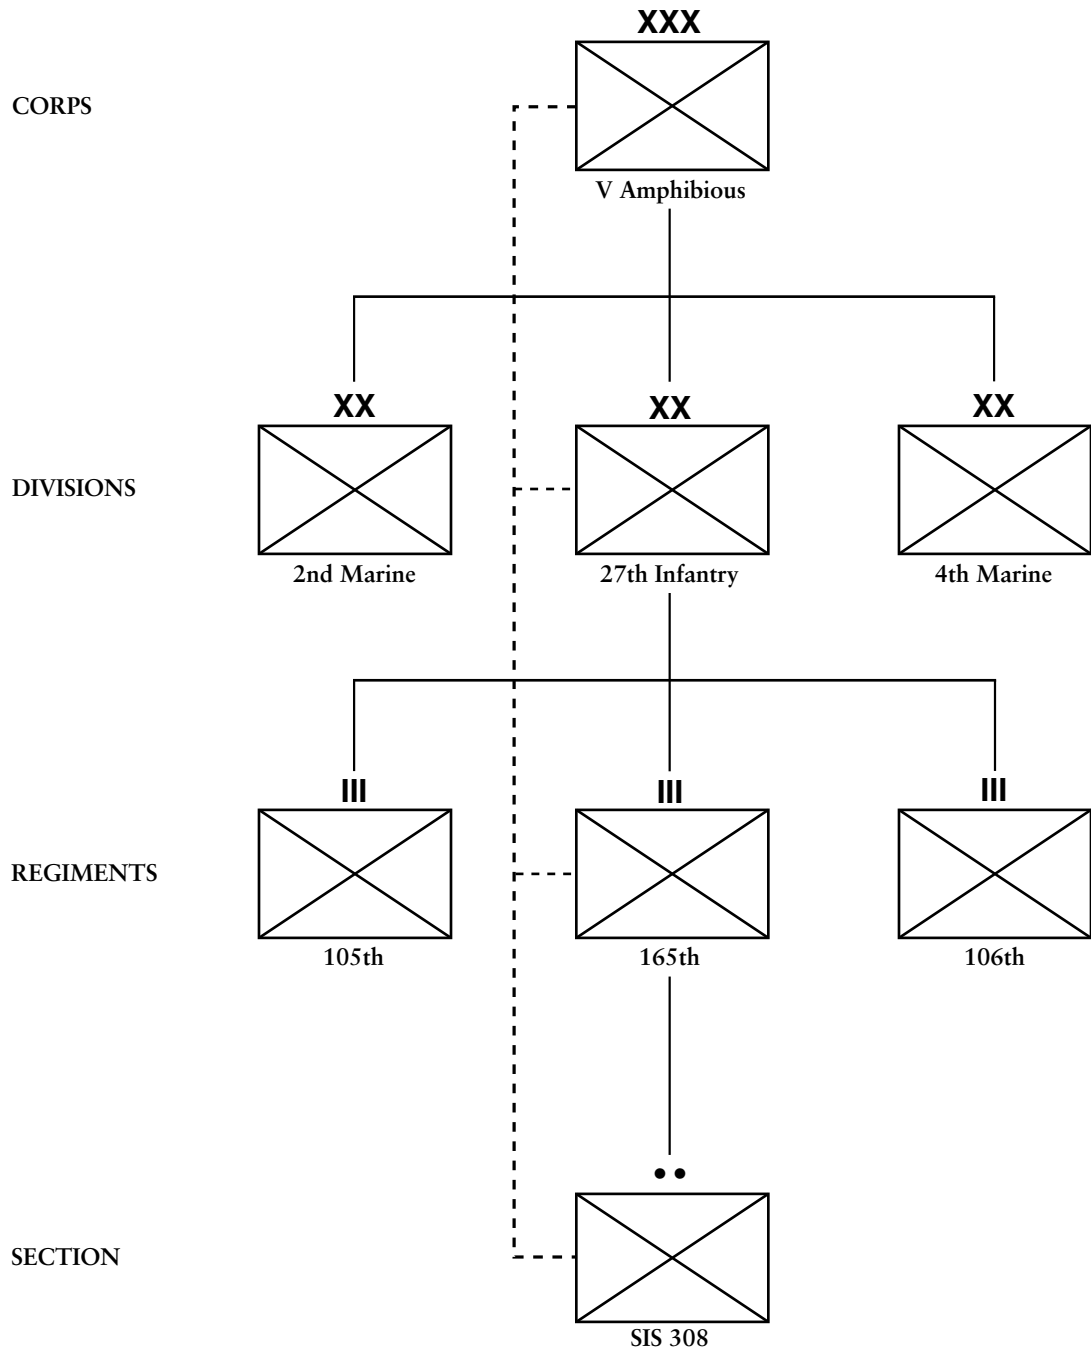 XXX
CORPS
V Amphibious
XX XX XX
DIVISIONS
2nd Marine 27th Infantry 4th Marine
III III III
REGIMENTS
105th 165th 106th
••
SECTION
SIS 308